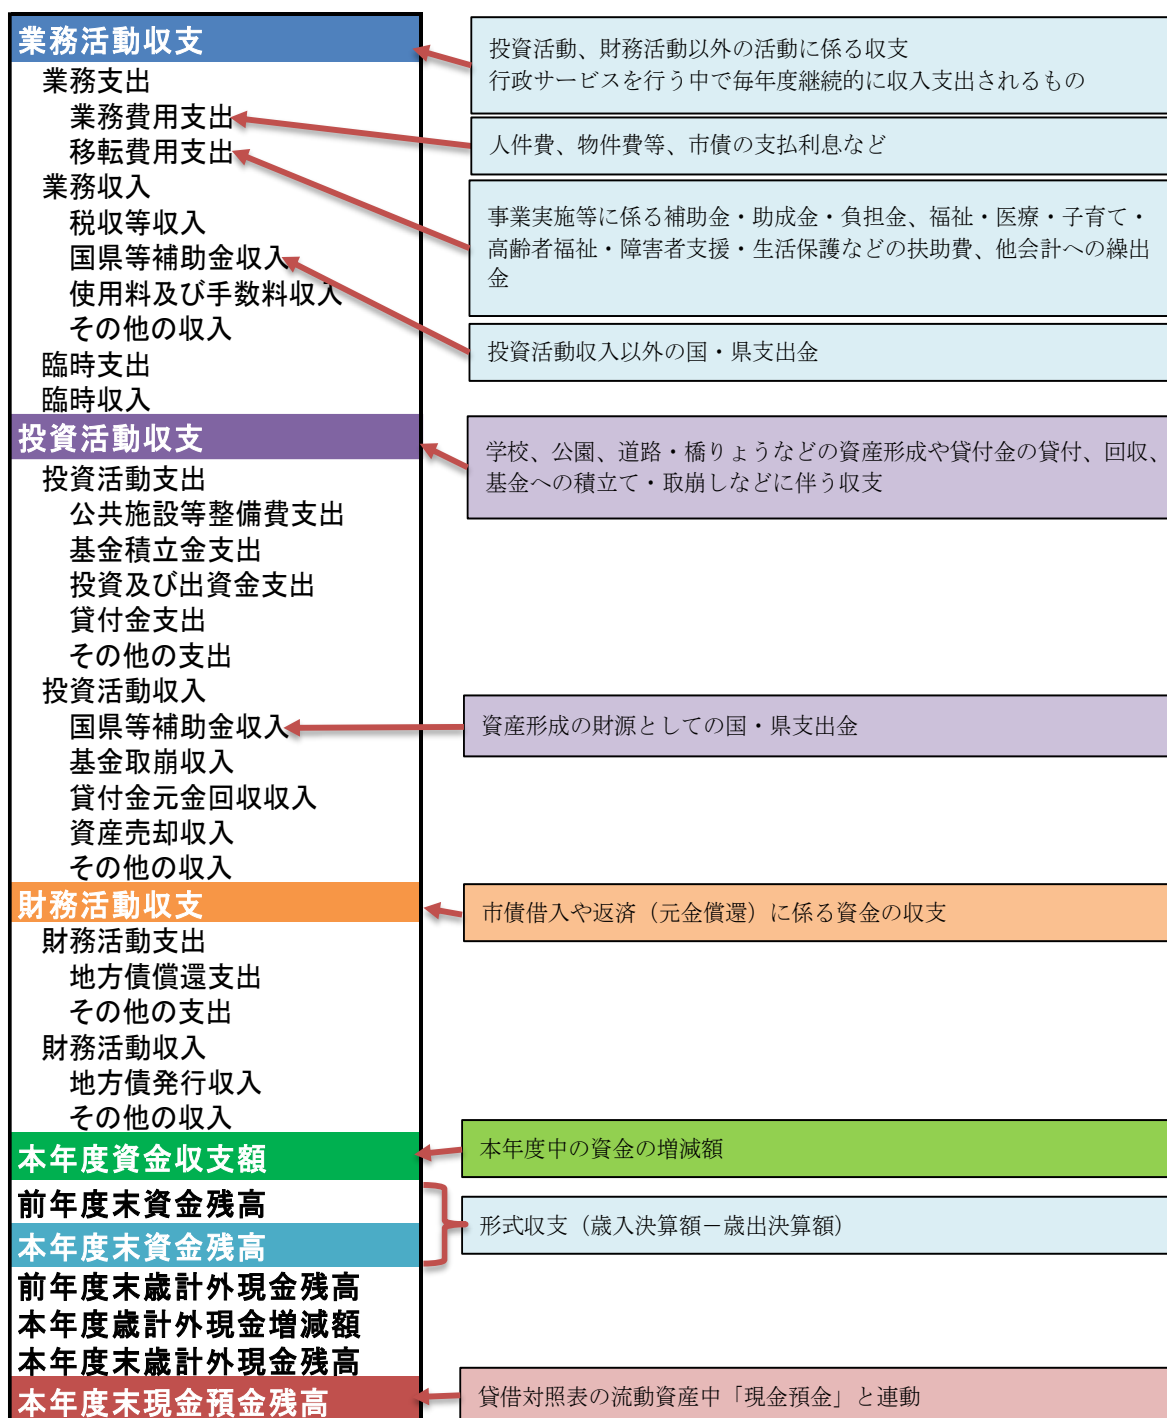 業務活動収支
業務支出
業務費用支出
移転費用支出
業務収入
税収等収入
国県等補助金収入
使用料及び手数料収入
その他の収入
臨時支出
臨時収入
投資活動収支
投資活動支出
公共施設等整備費支出
基金積立金支出
投資及び出資金支出
貸付金支出
その他の支出
投資活動収入
国県等補助金収入
基金取崩収入
貸付金元金回収収入
資産売却収入
その他の収入
財務活動収支
財務活動支出
地方債償還支出
その他の支出
財務活動収入
地方債発行収入
その他の収入
本年度資金収支額
前年度末資金残高
本年度末資金残高
前年度末歳計外現金残高
本年度歳計外現金増減額
本年度末歳計外現金残高
本年度末現金預金残高
投資活動、財務活動以外の活動に係る収支
行政サービスを行う中で毎年度継続的に収入支出されるもの
人件費、物件費等、市債の支払利息など
事業実施等に係る補助金・助成金・負担金、福祉・医療・子育て・
高齢者福祉・障害者支援・生活保護などの扶助費、他会計への繰出
金
投資活動収入以外の国・県支出金
学校、公園、道路・橋りょうなどの資産形成や貸付金の貸付、回収、
基金への積立て・取崩しなどに伴う収支
資産形成の財源としての国・県支出金
市債借入や返済（元金償還）に係る資金の収支
本年度中の資金の増減額
形式収支（歳入決算額－歳出決算額）
貸借対照表の流動資産中「現金預金」と連動